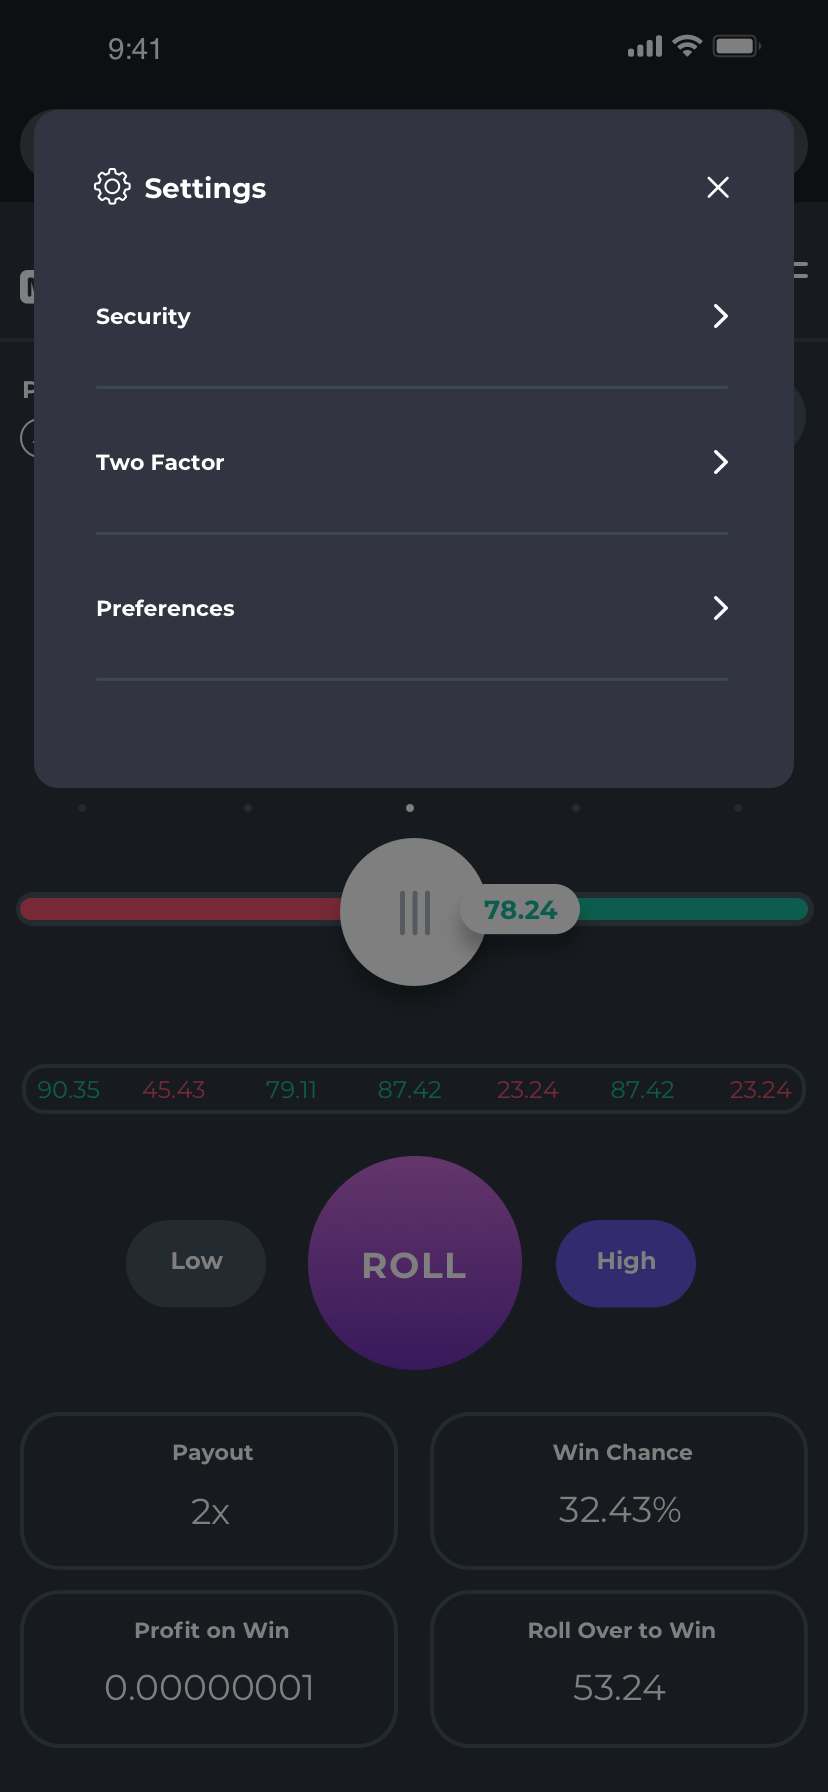 9:41
Settings
Security
Two Factor
Preferences
78.24
90.35 45.43 79.11 87.42 23.24 87.42 23.24
Low ROLL High
Payout
2x
Win Chance
32.43%
Profit on Win
0.00000001
Roll Over to Win
53.24